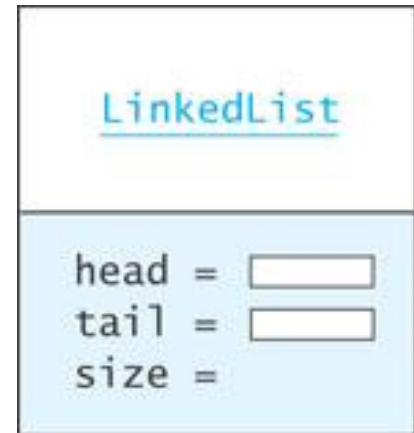 LinkedList
head =
tail =
size =